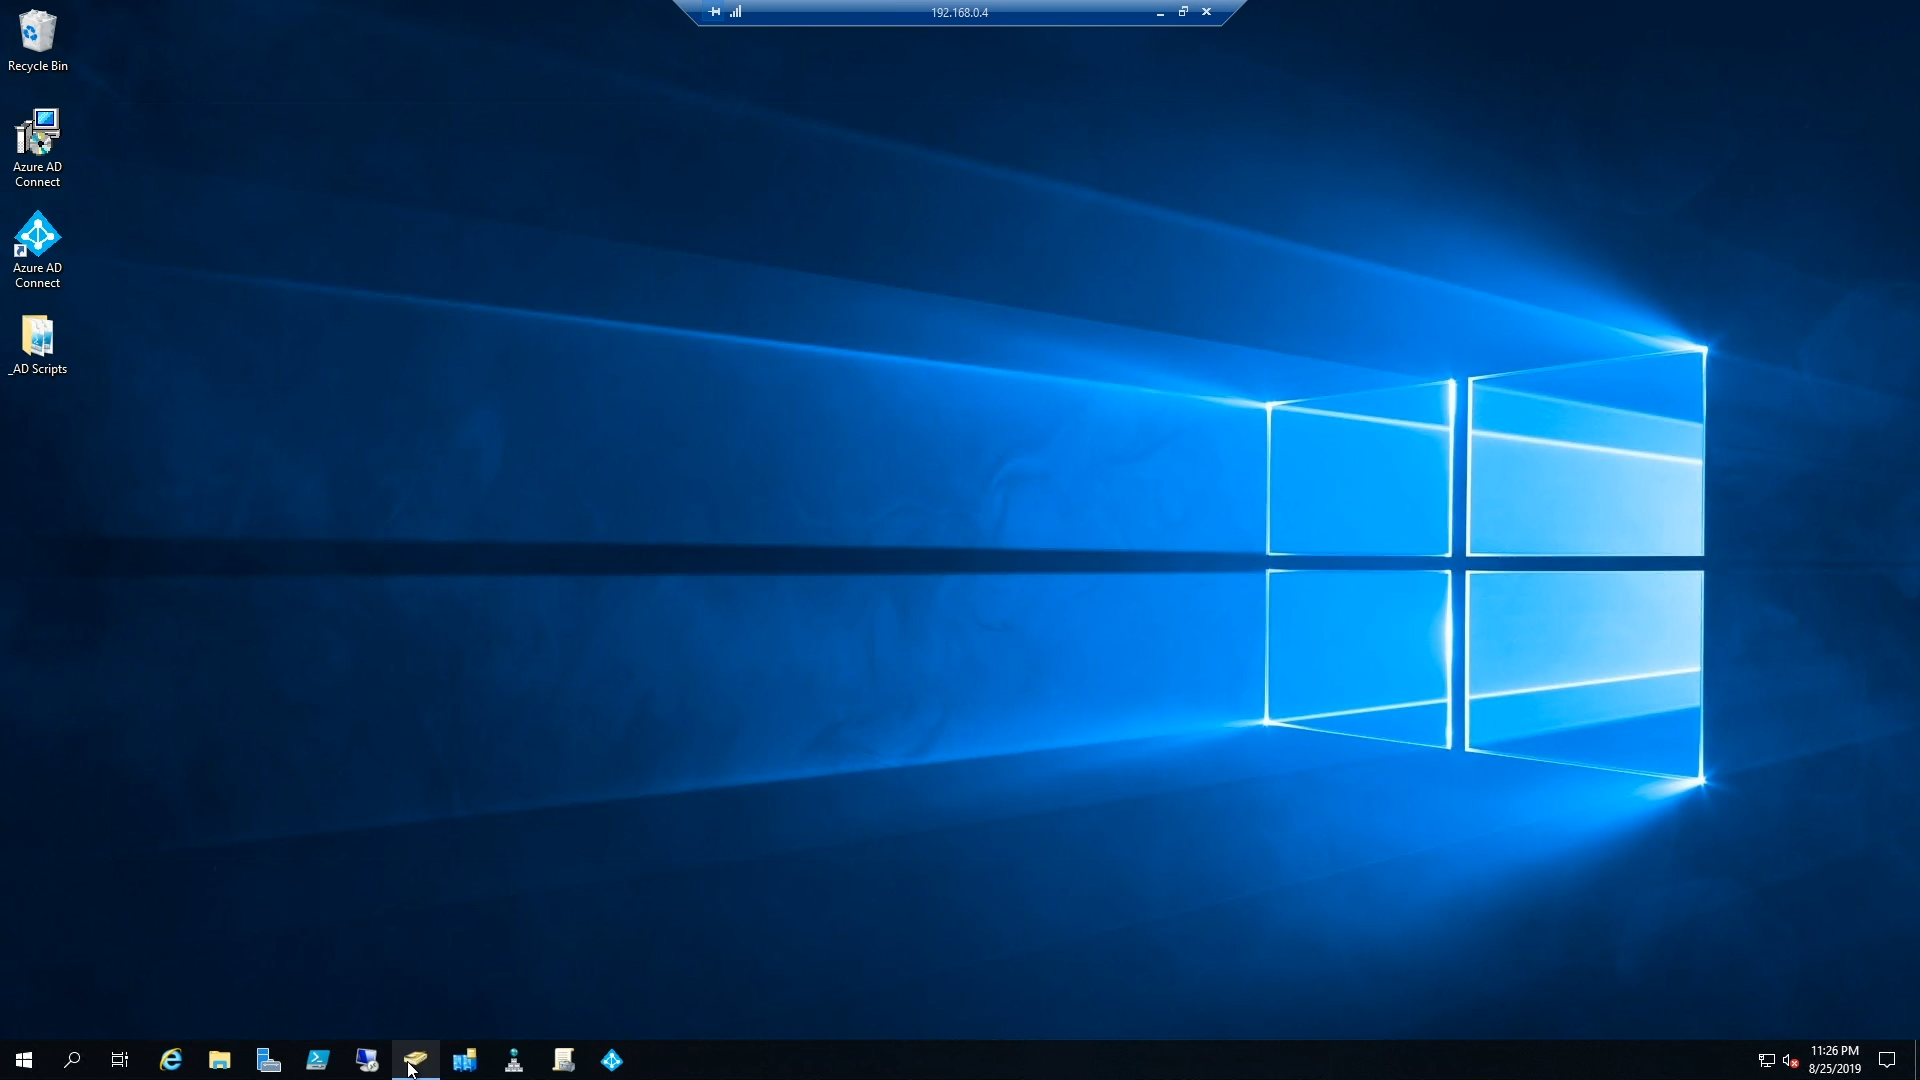 192.168.0.4
Recycle Bin
Azure AD
Connect
Azure AD
Connect
_AD Scripts
11:26 PM
8/25/2019